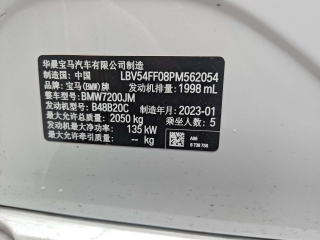 华晨宝马汽车有限公司制造
制造国: 中国 LBV54FF08PM562054
品牌: 宝马(BMW)牌 发动机排量: 1998 mL
整车型号: BMW7200JM
发动机型号: B48B20C 制造年月: 2023-01
最大允许总质量: 2050 kg 乘坐人数: 5
发动机最大净功率: 135 kW
最大允许牵引质量: -- kg